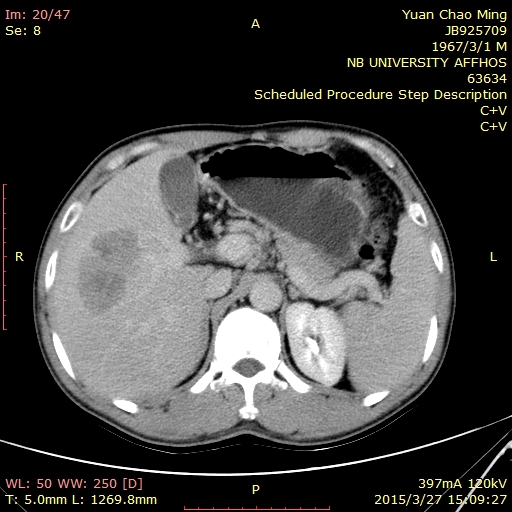 Im: 20/47
Se: 8
A
Yuan Chao Ming
JB925709
1967/3/1 M
NB UNIVERSITY AFFHOS
63634
Scheduled Procedure Step Description
C+V
C+V
R
L
WL: 50 WW: 250 [D]
T: 5.0mm L: 1269.8mm
P
397mA 120kV
2015/3/27 15:09:27